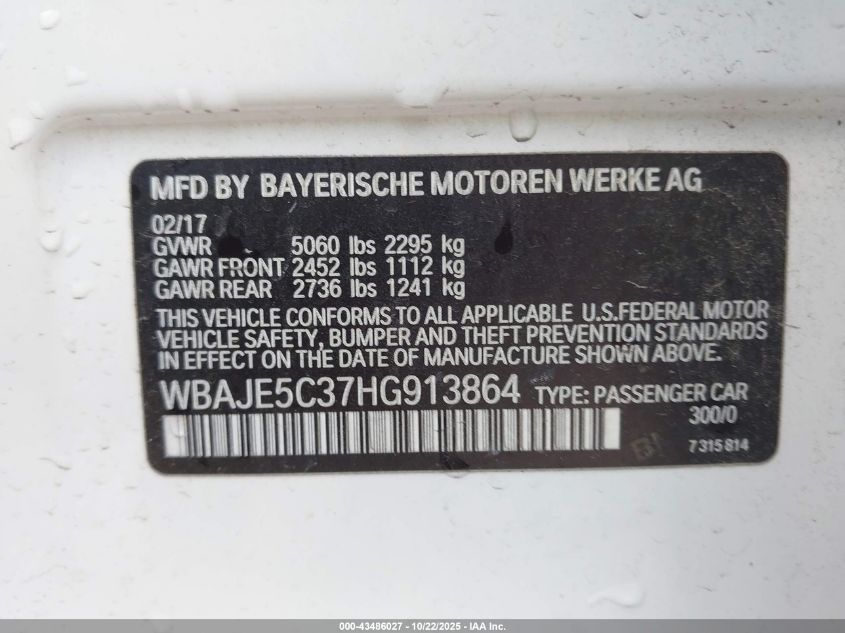 MFD BY BAYERISCHE MOTOREN WERKE AG
02/17
GVWR 5060 lbs 2295 kg
GAWR FRONT 2452 lbs 1112 kg
GAWR REAR 2736 lbs 1241 kg
THIS VEHICLE CONFORMS TO ALL APPLICABLE U.S.FEDERAL MOTOR
VEHICLE SAFETY, BUMPER AND THEFT PREVENTION STANDARDS
IN EFFECT ON THE DATE OF MANUFACTURE SHOWN ABOVE.
WBAJE5C37HG913864 TYPE: PASSENGER CAR
300/0
7315814
000-43486027 - 10/22/2025 - IAA Inc.